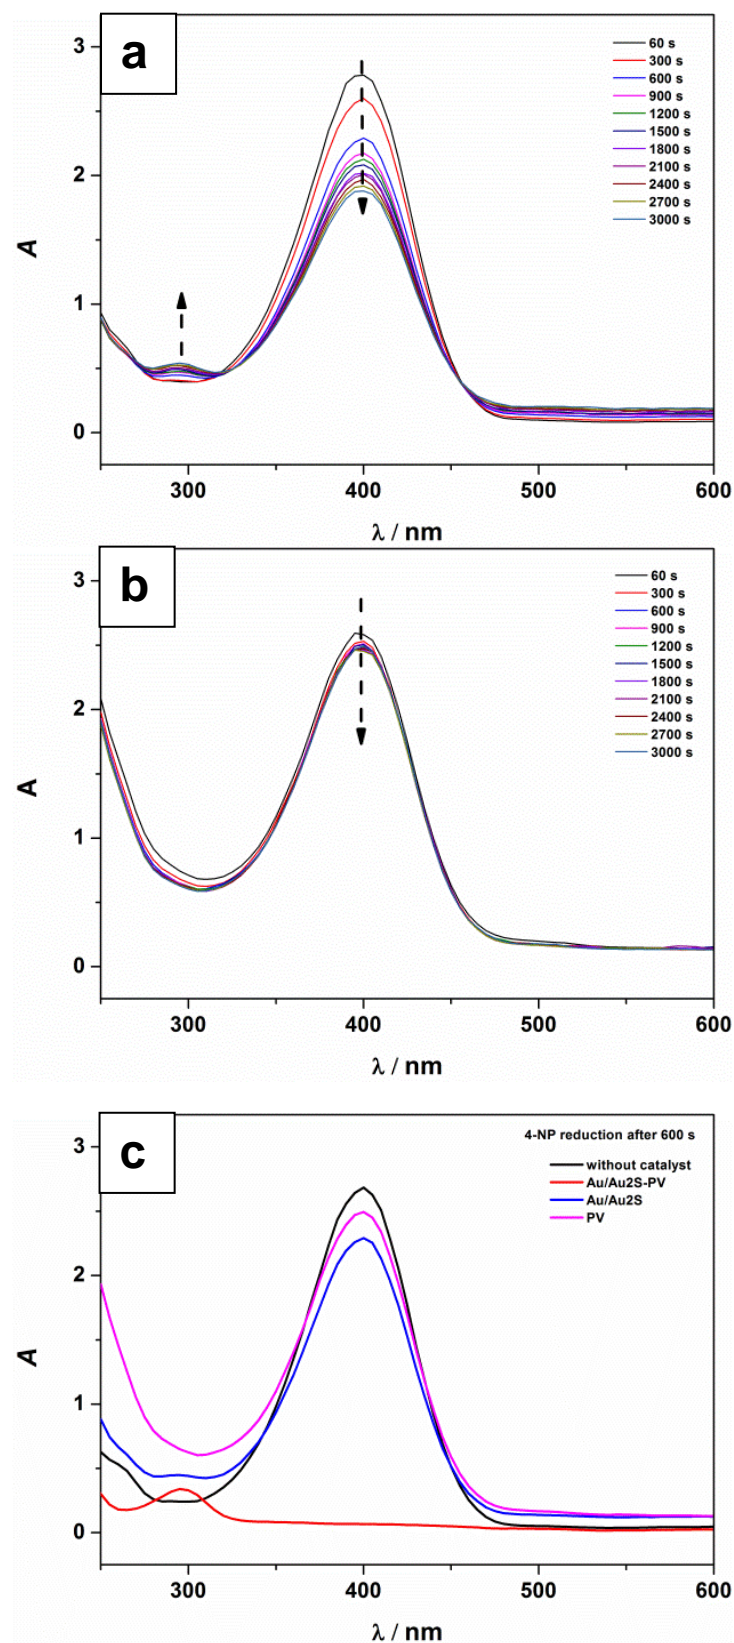 a
3
2
1
0
A
60 s
300 s
600 s
900 s
1200 s
1500 s
1800 s
2100 s
2400 s
2700 s
3000 s
300 400 500 600
λ / nm
b
3
2
1
0
A
60 s
300 s
600 s
900 s
1200 s
1500 s
1800 s
2100 s
2400 s
2700 s
3000 s
300 400 500 600
λ / nm
c
3
2
1
0
A
4-NP reduction after 600 s
without catalyst
Au/Au2S-PV
Au/Au2S
PV
300 400 500 600
λ / nm